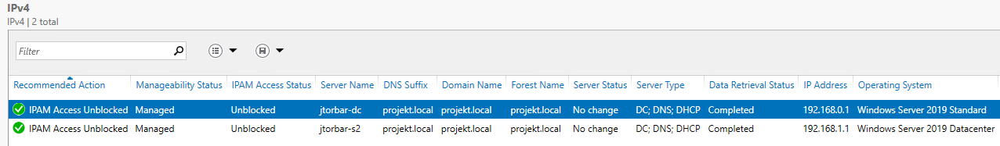 IPv4
IPv4 | 2 total
Filter
Recommended Action Manageability Status IPAM Access Status Server Name DNS Suffix Domain Name Forest Name Server Status Server Type Data Retrieval Status IP Address Operating System
IPAM Access Unblocked Managed Unblocked jtorbar-dc projekt.local projekt.local projekt.local No change DC; DNS; DHCP Completed 192.168.0.1 Windows Server 2019 Standard
IPAM Access Unblocked Managed Unblocked jtorbar-s2 projekt.local projekt.local projekt.local No change DC; DNS; DHCP Completed 192.168.1.1 Windows Server 2019 Datacenter